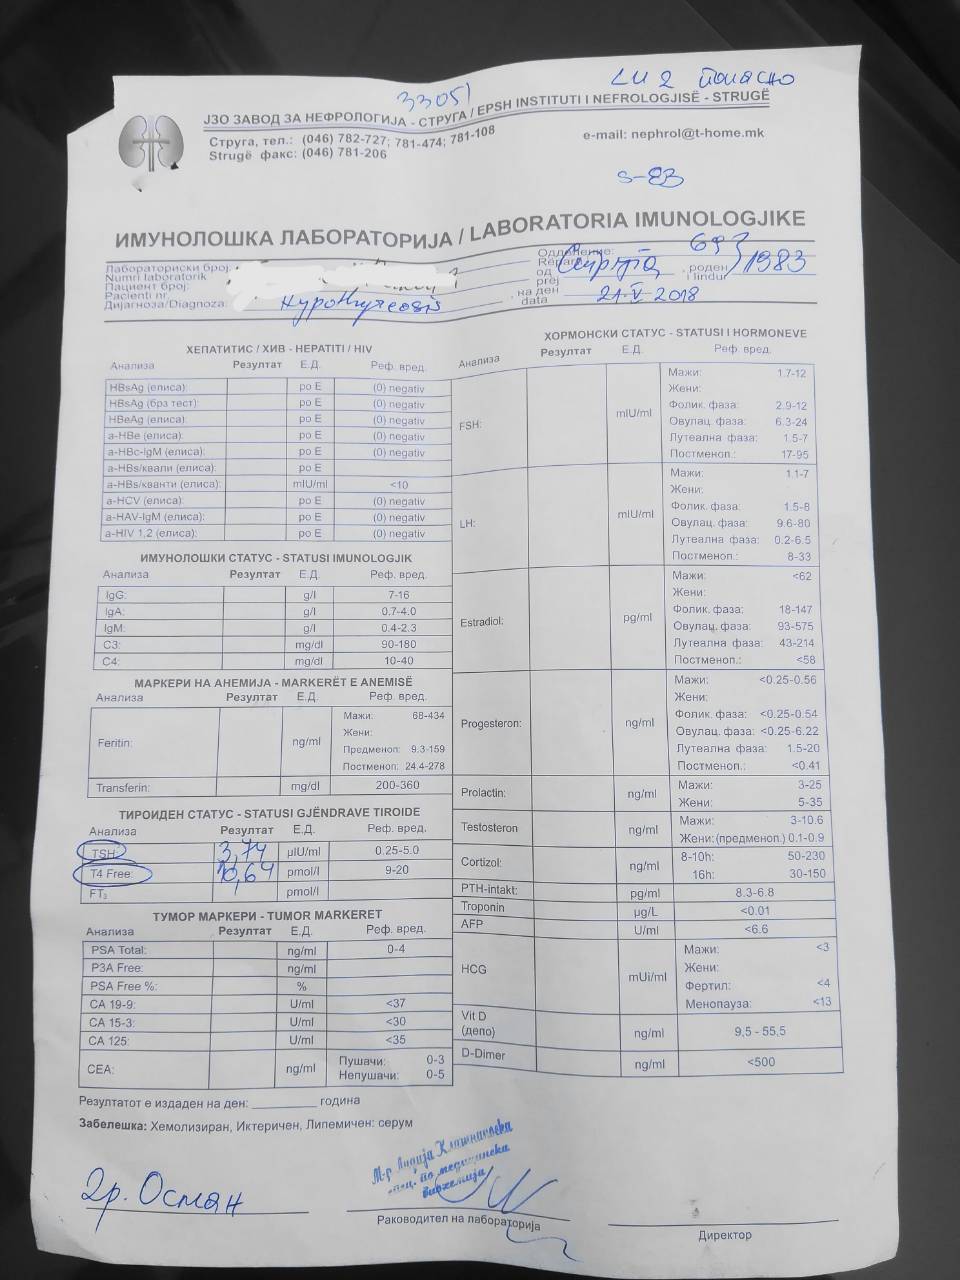 33051
ЦИ 2
ЈЗО ЗАВОД ЗА НЕФРОЛОГИЈА - СТРУГА / EPSH INSTITUTI I NEFROLOGJISË - STRUGË
Струга, тел.: (046) 782-727; 781-474; 781-108
e-mail: nephrol@t-home.mk
Strugë факс: (046) 781-206
S-EB
ИМУНОЛОШКА ЛАБОРАТОРИЈА / LABORATORIA IMUNOLOGJIKE
Лабораториски број:
Numri laboratorik
Пациент број:
Pacienti nr.
Дијагноза/Diagnoza: Hypothyreosis
Одделение:
Reparti
од Струга, роден 1983
prej i lindur
на ден 21.V 2018
data
ХЕПАТИТИС / ХИВ - HEPATITI / HIV
Анализа Резултат Е.Д. Реф. вред.
HBsAg (елиса): po E (0) negativ
HBsAg (брз тест): po E (0) negativ
HBeAg (елиса): po E (0) negativ
a-HBe (елиса): po E (0) negativ
a-HBc-IgM (елиса): po E (0) negativ
a-HBs/квали (елиса): po E
a-HBs/кванти (елиса): mlU/ml <10
a-HCV (елиса): po E (0) negativ
a-HAV-IgM (елиса): po E (0) negativ
a-HIV 1,2 (елиса): po E (0) negativ
ИМУНОЛОШКИ СТАТУС - STATUSI IMUNOLOGJIK
Анализа Резултат Е.Д. Реф. вред.
IgG: g/l 7-16
IgA: g/l 0.7-4.0
IgM: g/l 0.4-2.3
C3: mg/dl 90-180
C4: mg/dl 10-40
МАРКЕРИ НА АНЕМИЈА - MARKERËT E ANEMISË
Анализа Резултат Е.Д. Реф. вред.
Feritin: ng/ml
Мажи: 68-434
Жени:
Предменоп: 9.3-159
Постменоп: 24.4-278
Transferin: mg/dl 200-360
ТИРОИДЕН СТАТУС - STATUSI GJËNDRAVE TIROIDE
Анализа Резултат Е.Д. Реф. вред.
TSH: 3,74 µIU/ml 0.25-5.0
T4 Free: 10,64 pmol/l 9-20
FT₃ pmol/l
ТУМОР МАРКЕРИ - TUMOR MARKERET
Анализа Резултат Е.Д. Реф. вред.
PSA Total: ng/ml 0-4
P3A Free: ng/ml
PSA Free %: %
CA 19-9: U/ml <37
CA 15-3: U/ml <30
CA 125: U/ml <35
CEA: ng/ml
Пушачи: 0-3
Непушачи: 0-5
ХОРМОНСКИ СТАТУС - STATUSI I HORMONEVE
Анализа Резултат Е.Д. Реф. вред.
FSH: mlU/ml
Мажи: 1.7-12
Жени:
Фолик. фаза: 2.9-12
Овулац. фаза: 6.3-24
Лутеална фаза: 1.5-7
Постменоп.: 17-95
LH: mlU/ml
Мажи: 1.1-7
Жени:
Фолик. фаза: 1.5-8
Овулац. фаза: 9.6-80
Лутеална фаза: 0.2-6.5
Постменоп.: 8-33
Estradiol: pg/ml
Мажи: <62
Жени:
Фолик. фаза: 18-147
Овулац. фаза: 93-575
Лутеална фаза: 43-214
Постменоп.: <58
Progesteron: ng/ml
Мажи: <0.25-0.56
Жени:
Фолик. фаза: <0.25-0.54
Овулац. фаза: <0.25-6.22
Лутеална фаза: 1.5-20
Постменоп.: <0.41
Prolactin: ng/ml
Мажи: 3-25
Жени: 5-35
Testosteron ng/ml
Мажи: 3-10.6
Жени: (предменоп.) 0.1-0.9
Cortizol: ng/ml
8-10h: 50-230
16h: 30-150
PTH-intakt: pg/ml 8.3-6.8
Troponin µg/L <0.01
AFP U/ml <6.6
HCG mUi/ml
Мажи: <3
Жени:
Фертил: <4
Менопауза: <13
Vit D
(депо) ng/ml 9,5 - 55,5
D-Dimer ng/ml <500
Резултатот е издаден на ден: година
Забелешка: Хемолизиран, Иктеричен, Липемичен: серум
М-р Лидија
спец. по медицинска
биохемија
Др. Осман
Раководител на лабораторија
Директор